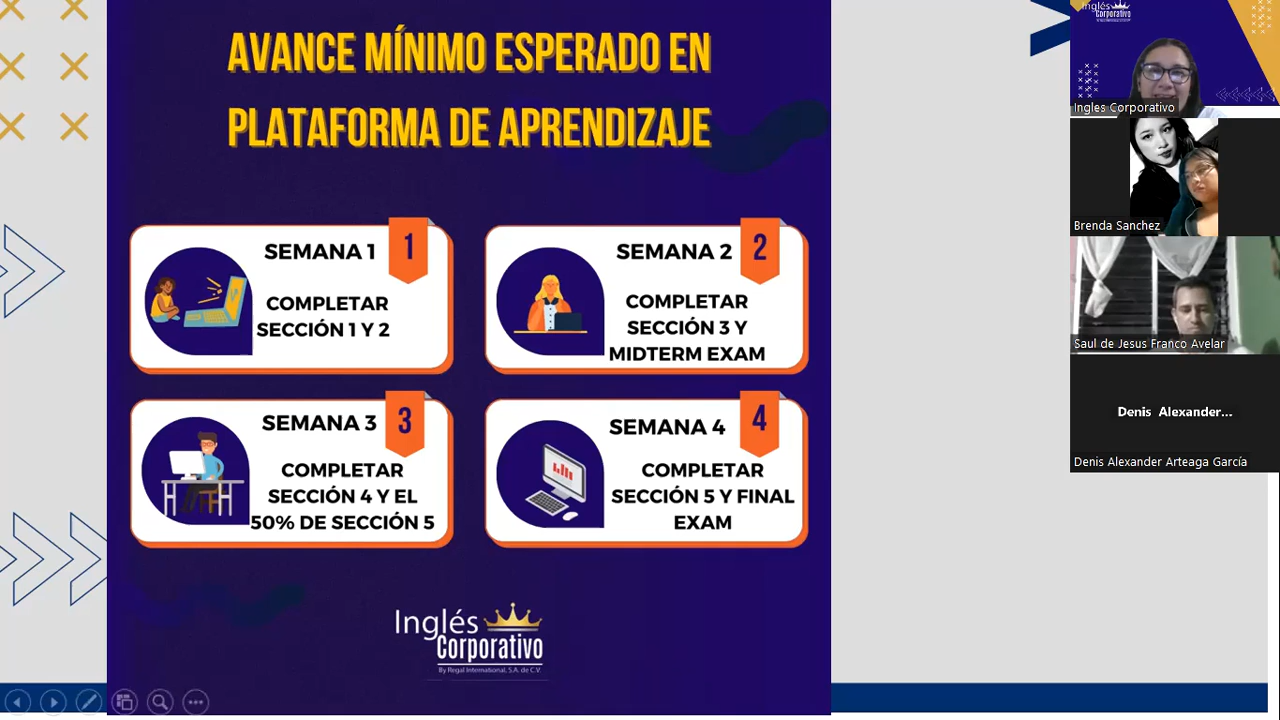 AVANCE MÍNIMO ESPERADO EN
PLATAFORMA DE APRENDIZAJE
SEMANA 1
1
COMPLETAR
SECCIÓN 1 Y 2
SEMANA 2
2
COMPLETAR
SECCIÓN 3 Y
MIDTERM EXAM
SEMANA 3
3
COMPLETAR
SECCIÓN 4 Y EL
50% DE SECCIÓN 5
SEMANA 4
4
COMPLETAR
SECCIÓN 5 Y FINAL
EXAM
Inglés
Corporativo
By Regal International, S.A. de C.V.
Inglés
Corporativo
Ingles Corporativo
Brenda Sanchez
Saul de Jesus Franco Avelar
Denis Alexander...
Denis Alexander Arteaga García